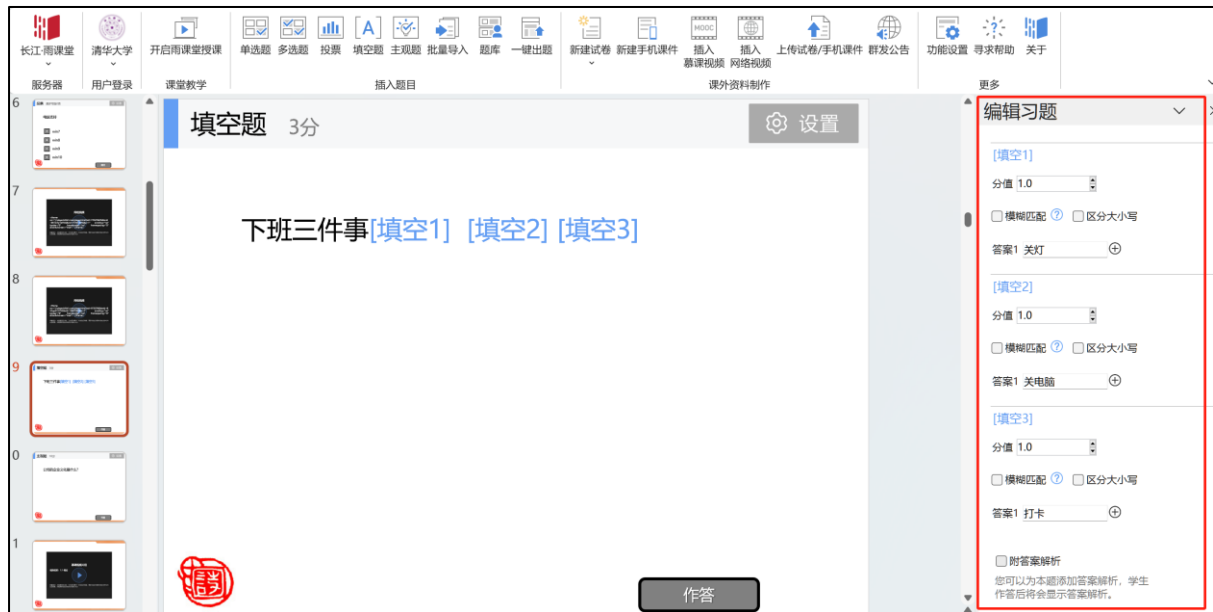 长江·雨课堂 清华大学 开启雨课堂授课 单选题 多选题 投票 填空题 主观题 批量导入 题库 一键出题 新建试卷 新建手机课件 插入 插入 上传试卷/手机课件 群发公告 功能设置 寻求帮助 关于
慕课视频 网络视频
服务器 用户登录 课堂教学 插入题目 课外资料制作 更多
MOOC
6
7
8
9
0
1
填空题 3分 设置
下班三件事[填空1] [填空2] [填空3]
作答
编辑习题
[填空1]
分值 1.0
模糊匹配 ? 区分大小写
答案1 关灯
[填空2]
分值 1.0
模糊匹配 ? 区分大小写
答案1 关电脑
[填空3]
分值 1.0
模糊匹配 ? 区分大小写
答案1 打卡
附答案解析
您可以为本题添加答案解析，学生
作答后将会显示答案解析。